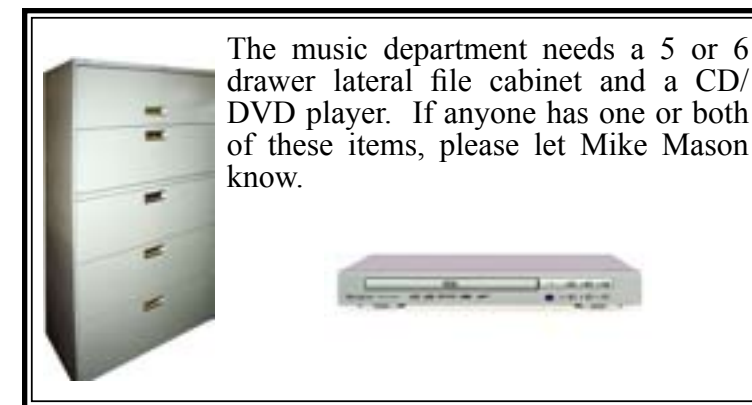 The music department needs a 5 or 6
drawer lateral file cabinet and a CD/
DVD player.  If anyone has one or both
of these items, please let Mike Mason
know.